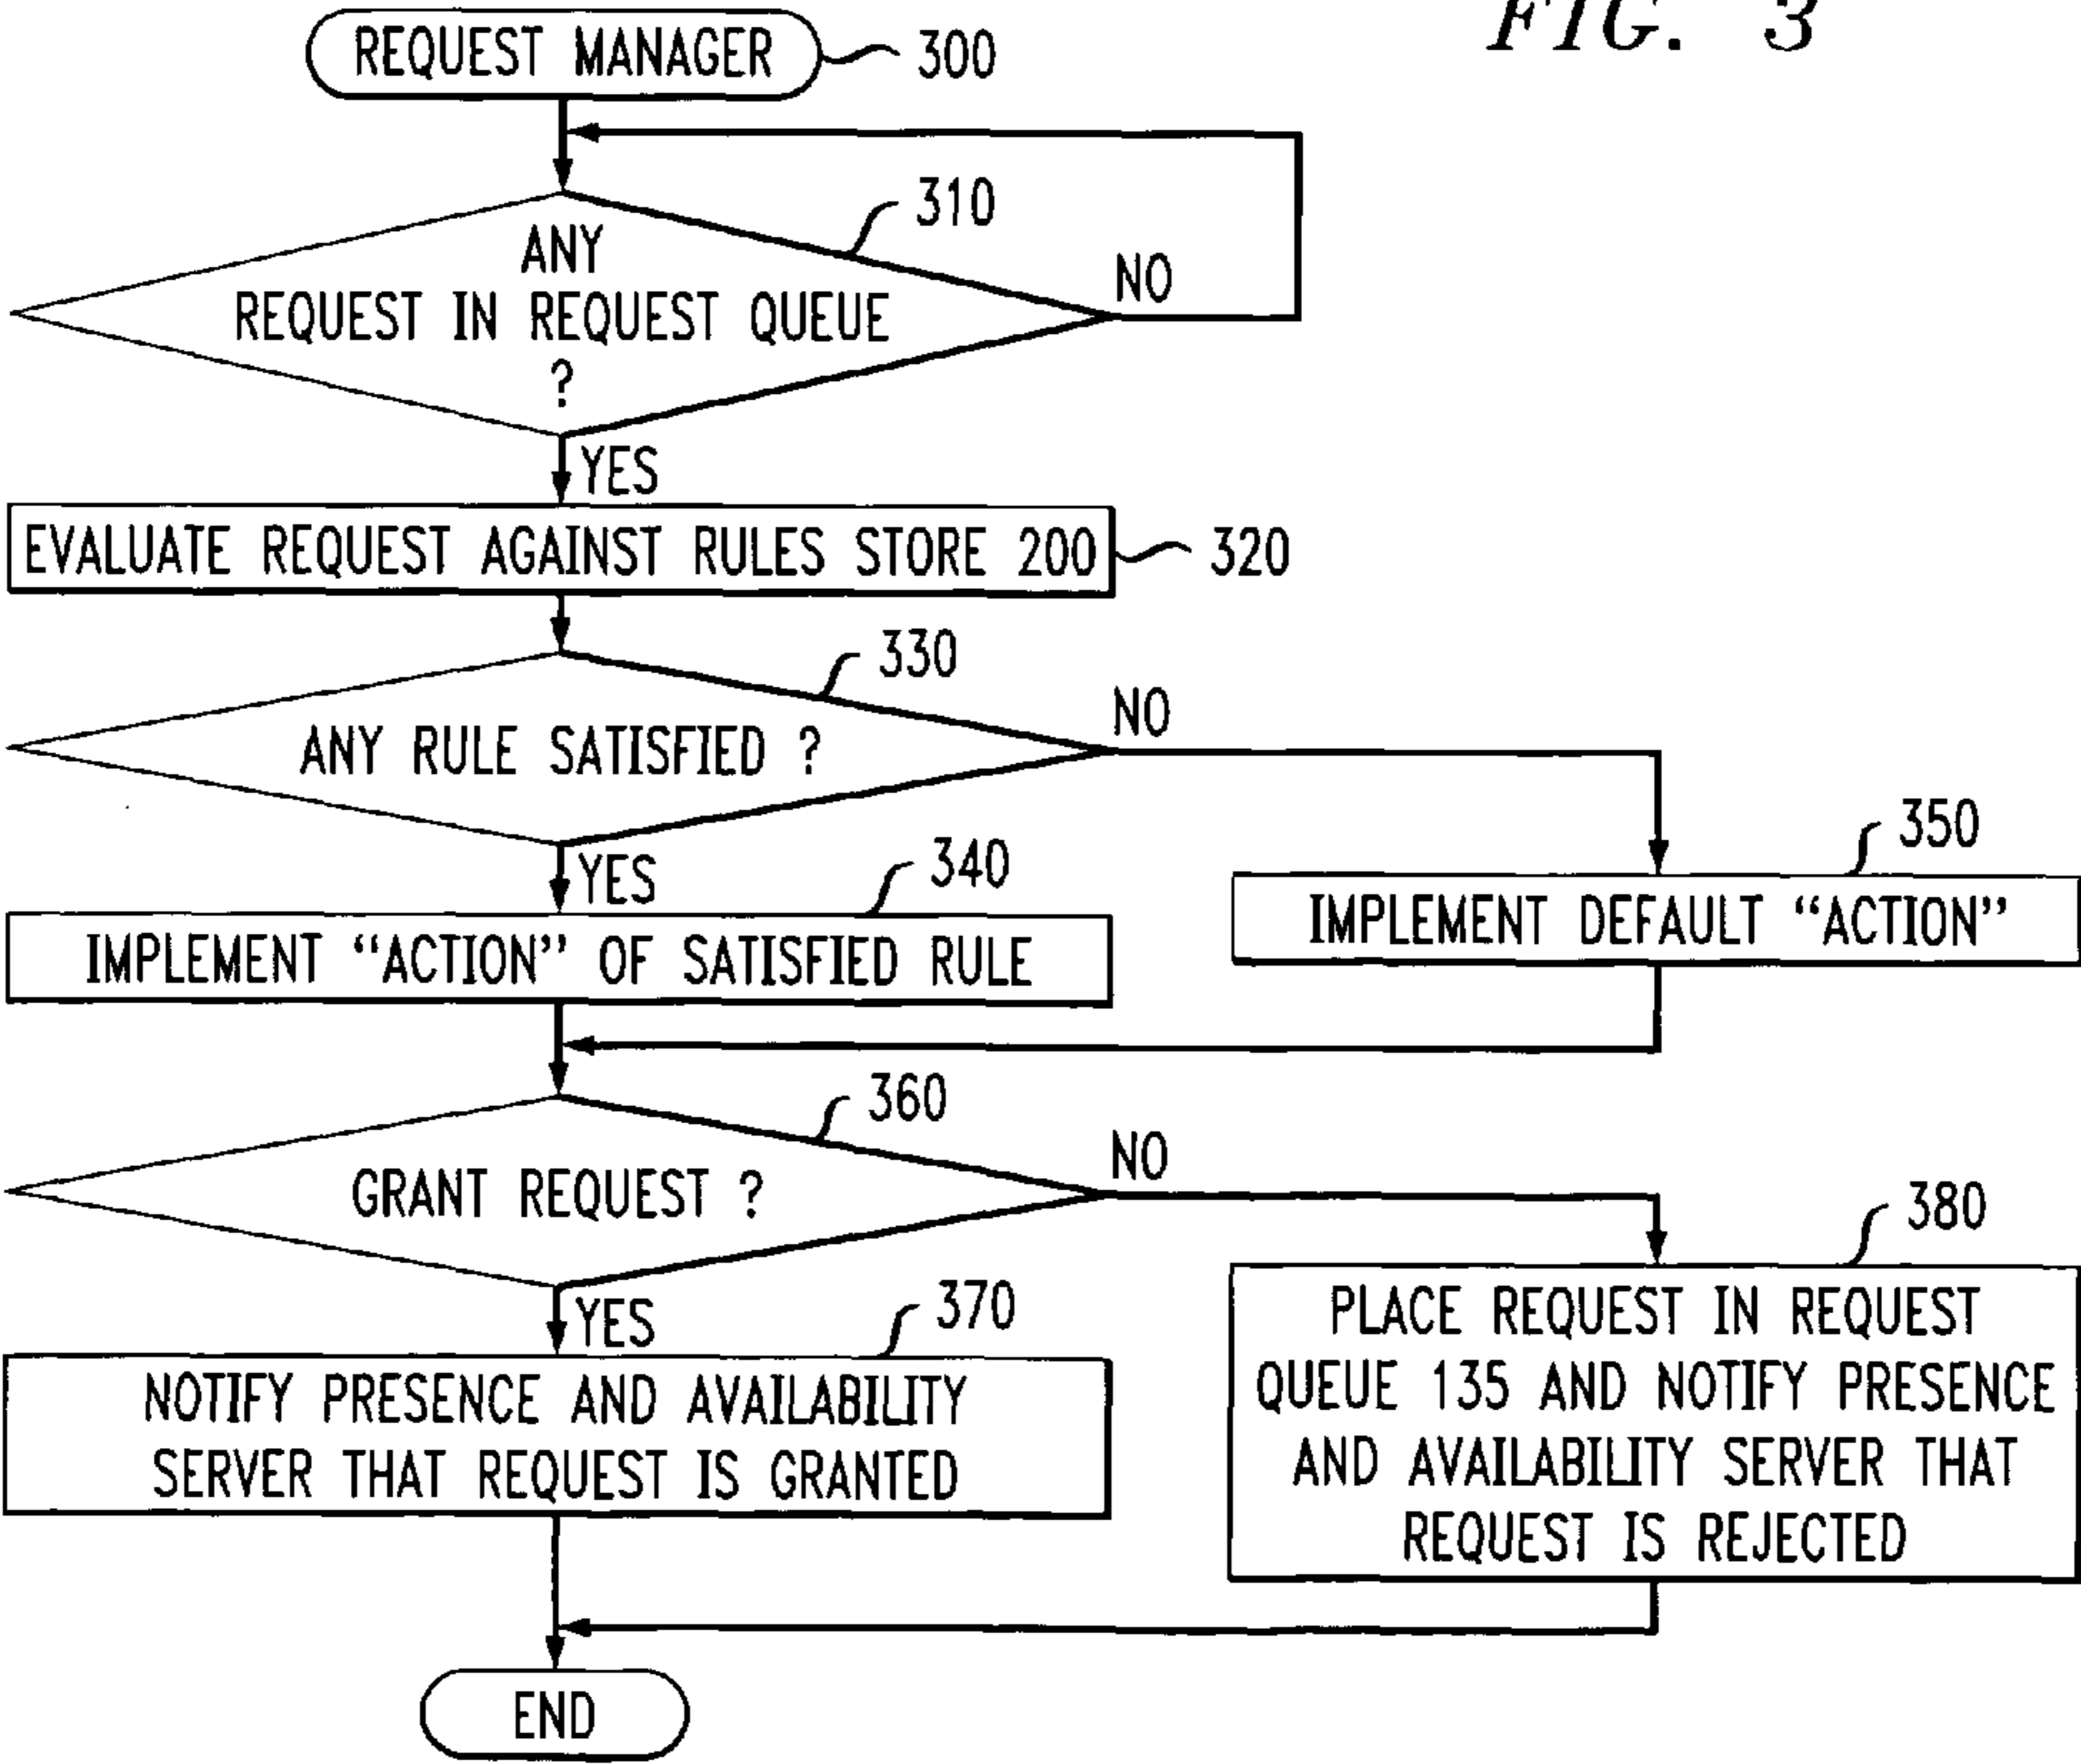 FIG. 3
REQUEST MANAGER
300
310
ANY
REQUEST IN REQUEST QUEUE
?
NO
YES
EVALUATE REQUEST AGAINST RULES STORE 200
320
330
ANY RULE SATISFIED ?
NO
YES
340
IMPLEMENT “ACTION” OF SATISFIED RULE
350
IMPLEMENT DEFAULT “ACTION”
360
GRANT REQUEST ?
NO
YES
370
NOTIFY PRESENCE AND AVAILABILITY
SERVER THAT REQUEST IS GRANTED
380
PLACE REQUEST IN REQUEST
QUEUE 135 AND NOTIFY PRESENCE
AND AVAILABILITY SERVER THAT
REQUEST IS REJECTED
END